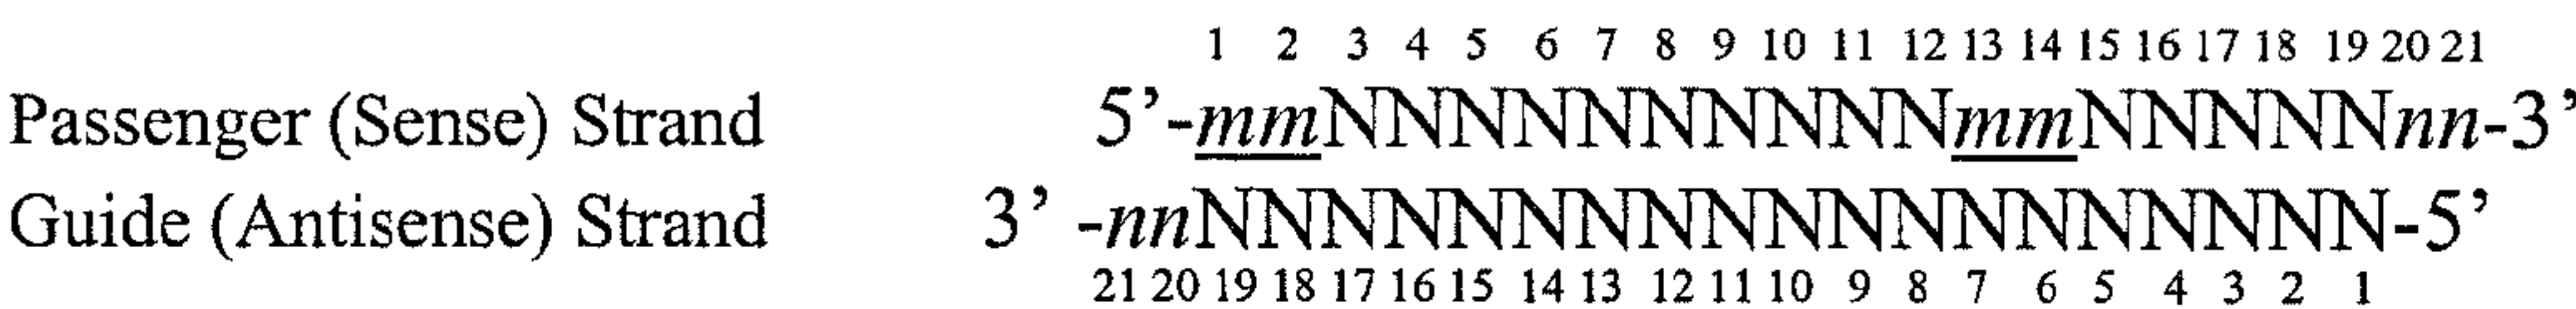 1 2 3 4 5 6 7 8 9 10 11 12 13 14 15 16 17 18 19 20 21
Passenger (Sense) Strand 5’-mmNNNNNNNNNNmmNNNNNnn-3’
Guide (Antisense) Strand 3’ -nnNNNNNNNNNNNNNNNNNNN-5’
21 20 19 18 17 16 15 14 13 12 11 10 9 8 7 6 5 4 3 2 1